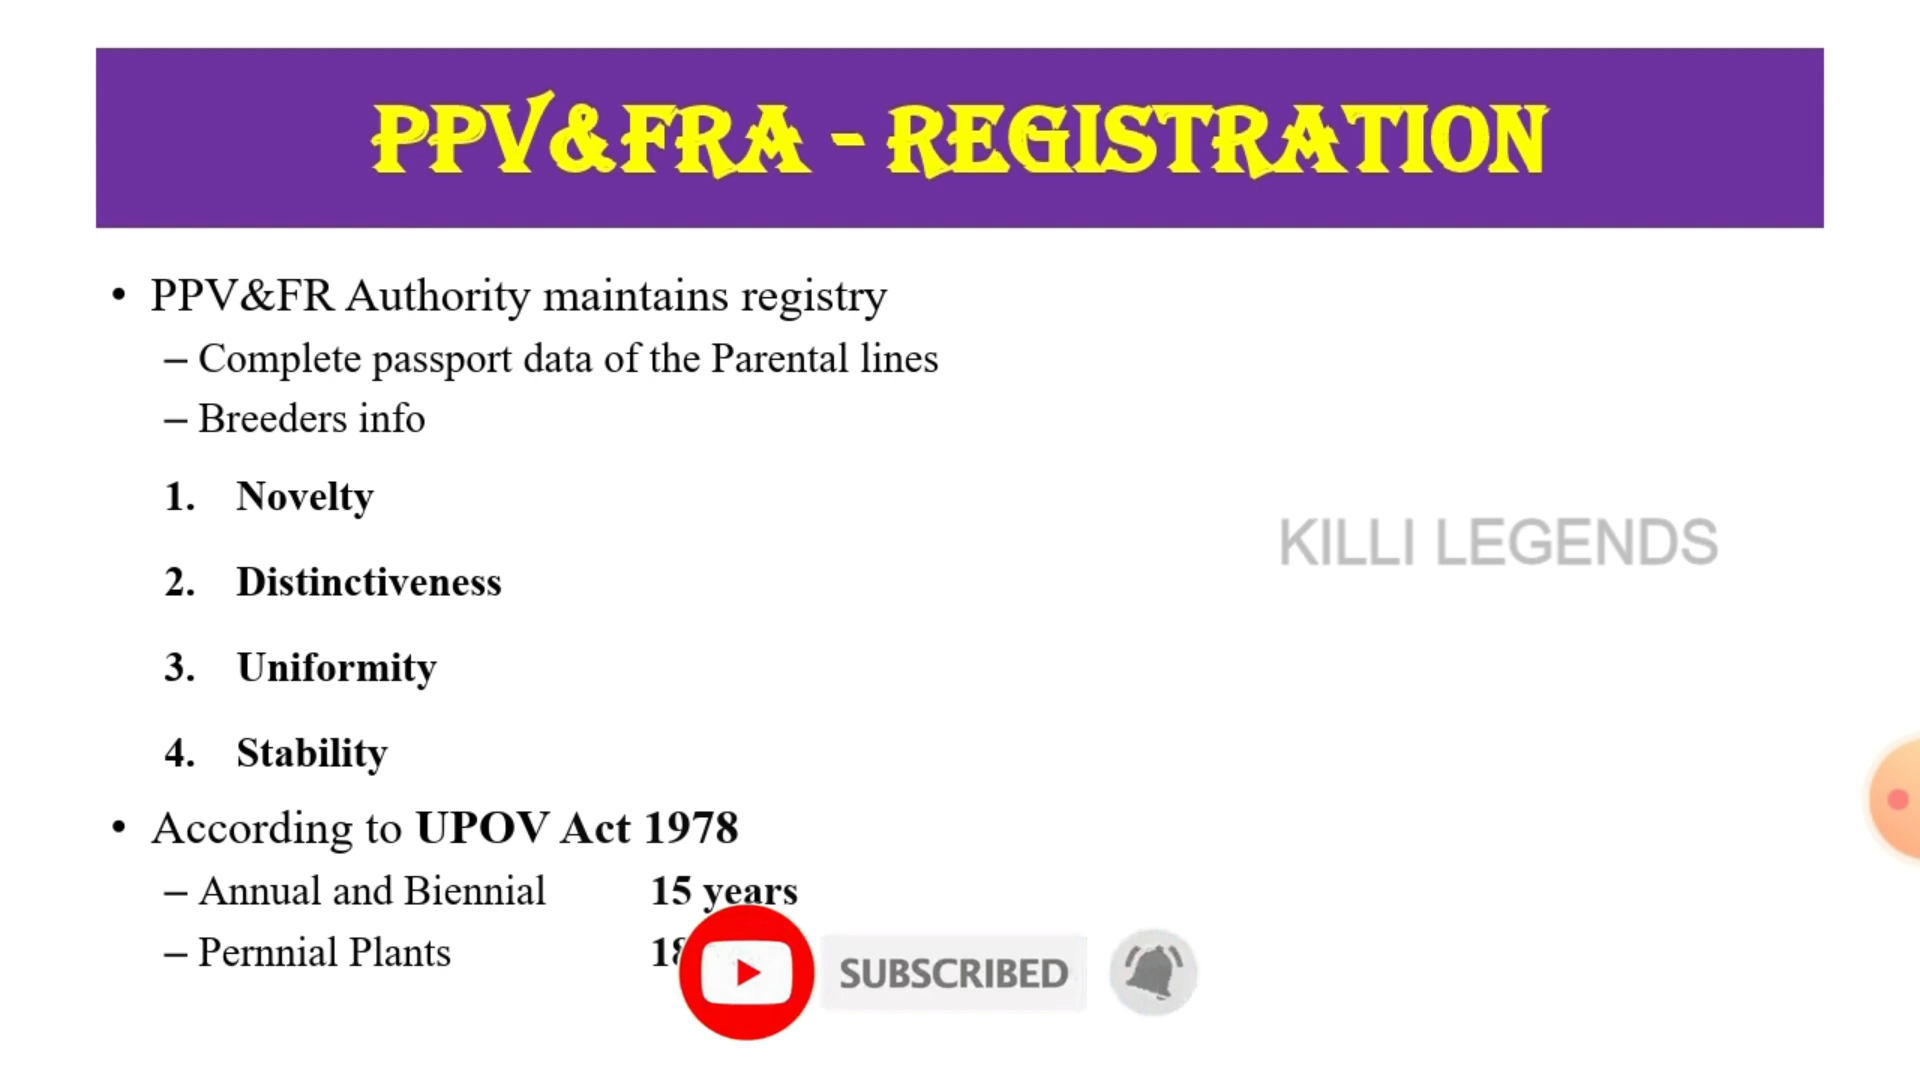 PPV&FRA - REGISTRATION
• PPV&FR Authority maintains registry
– Complete passport data of the Parental lines
– Breeders info
1. Novelty
KILLI LEGENDS
2. Distinctiveness
3. Uniformity
4. Stability
• According to UPOV Act 1978
– Annual and Biennial 15 years
– Pernnial Plants
SUBSCRIBED